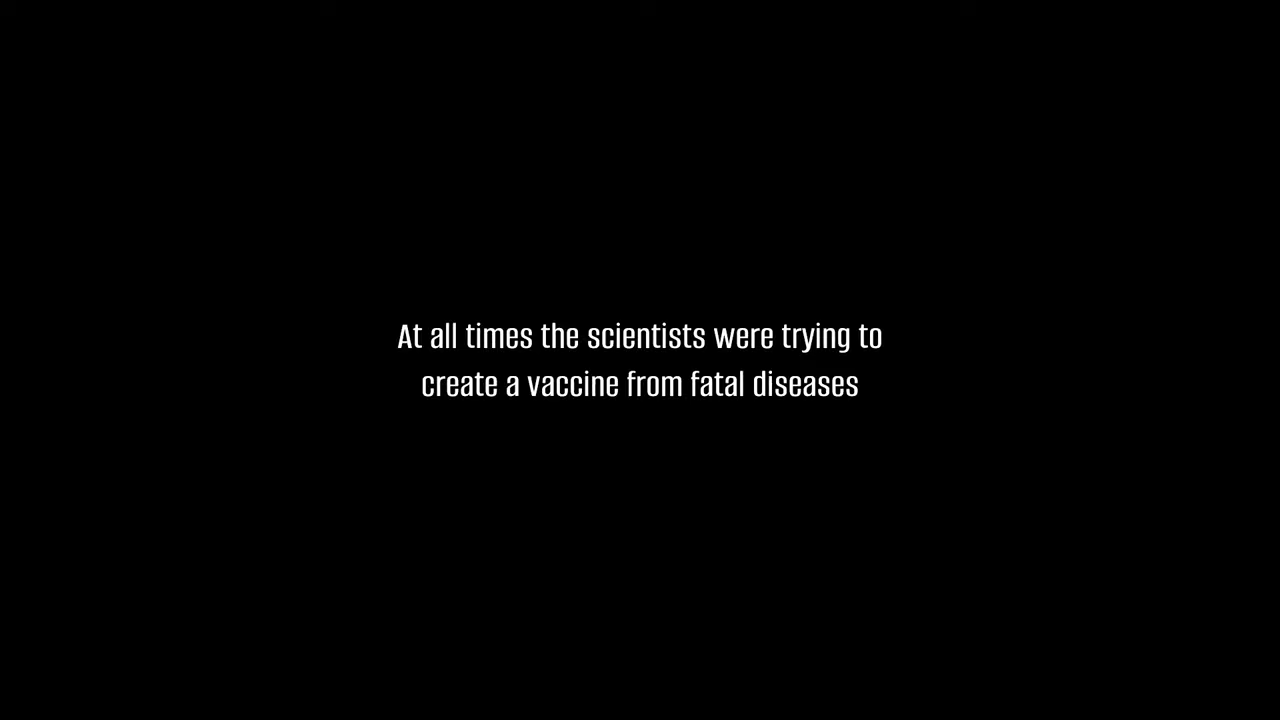 At all times the scientists were trying to
create a vaccine from fatal diseases